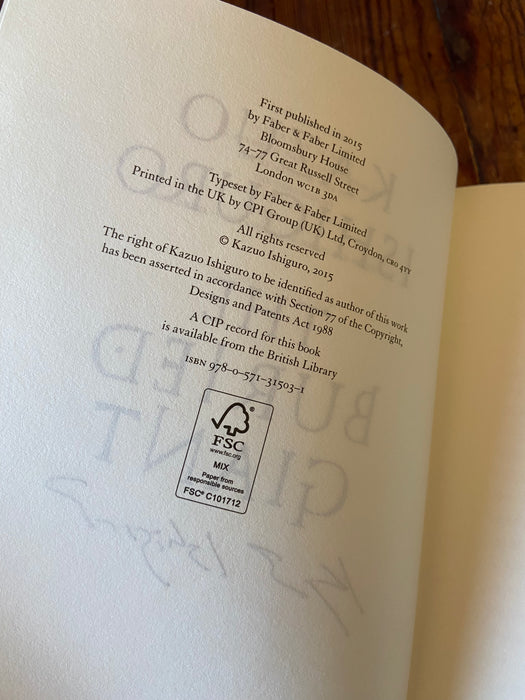 First published in 2015
by Faber & Faber Limited
Bloomsbury House
74–77 Great Russell Street
London WC1B 3DA
Typeset by Faber & Faber Limited
Printed in the UK by CPI Group (UK) Ltd, Croydon, CR0 4YY
All rights reserved
© Kazuo Ishiguro, 2015
The right of Kazuo Ishiguro to be identified as author of this work
has been asserted in accordance with Section 77 of the Copyright,
Designs and Patents Act 1988
A CIP record for this book
is available from the British Library
ISBN 978–0–571–31503–1
®
FSC
www.fsc.org
MIX
Paper from
responsible sources
FSC® C101712
BURIED
GIANT